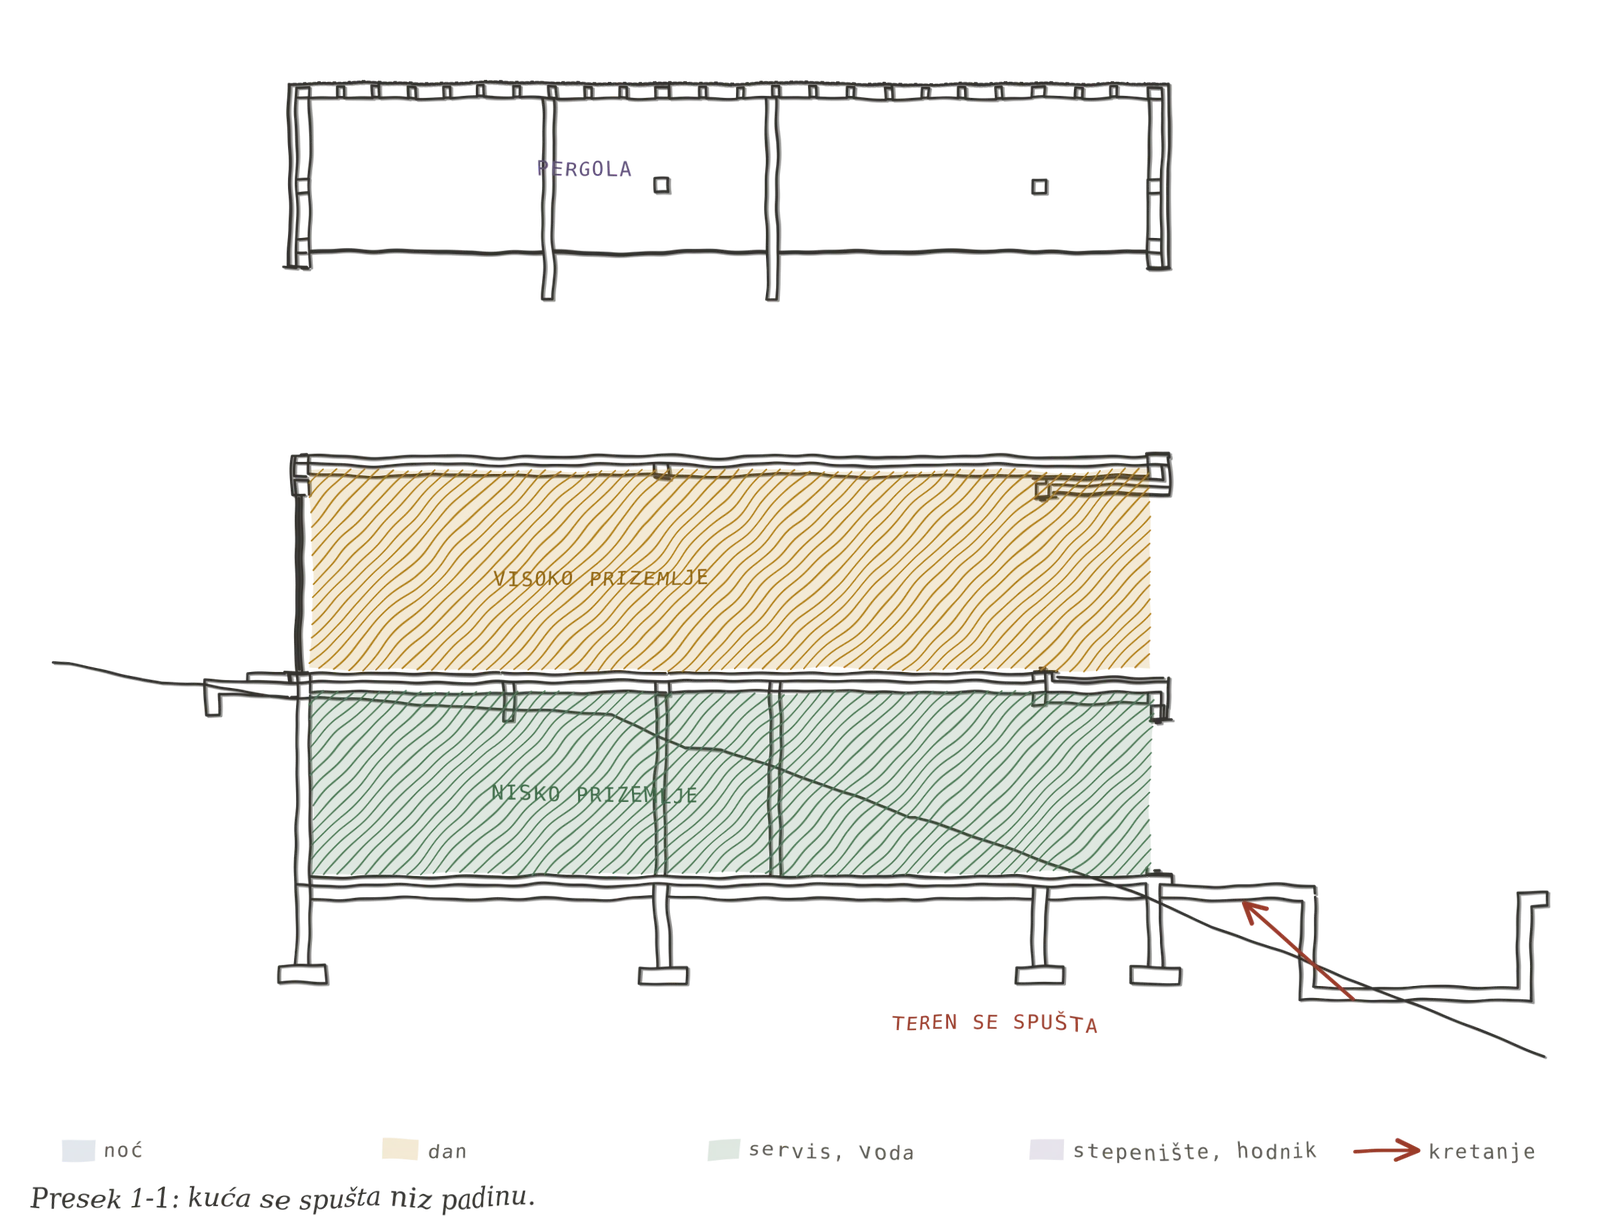 PERGOLA
VISOKO PRIZEMLJE
NISKO PRIZEMLJE
TEREN SE SPUŠTA
noć
dan
servis, voda
stepenište, hodnik
kretanje
Presek 1-1: kuća se spušta niz padinu.